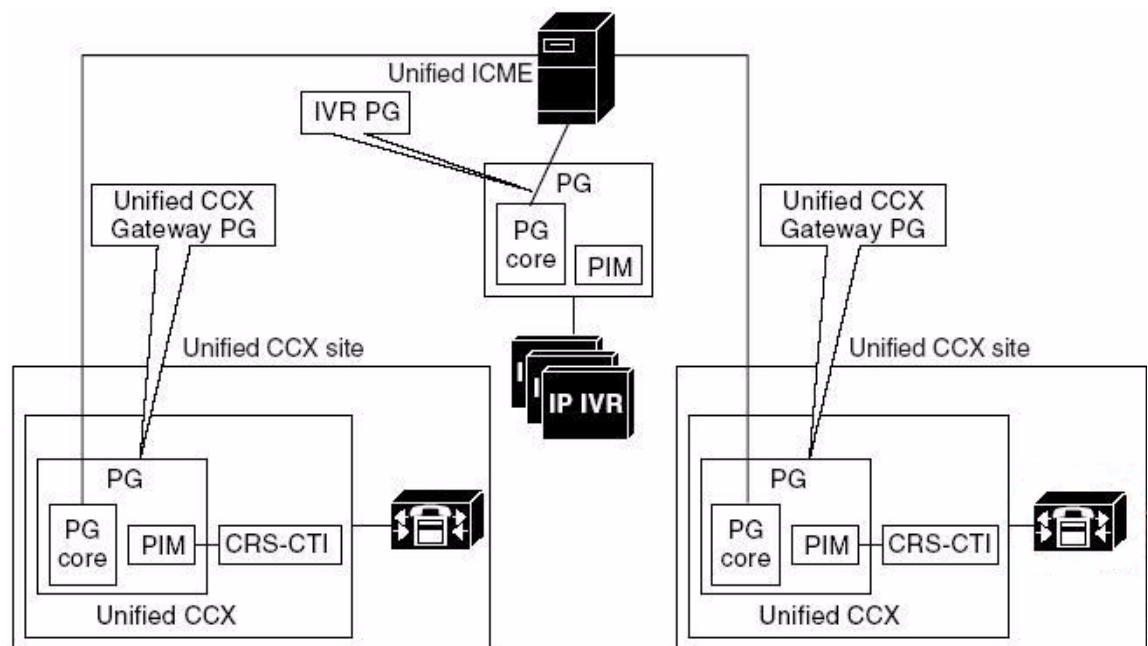 Unified ICME
IVR PG
PG
PG
core
PIM
IP IVR
Unified CCX
Gateway PG
Unified CCX site
PG
PG
core
PIM
CRS-CTI
Unified CCX
Unified CCX
Gateway PG
Unified CCX site
PG
PG
core
PIM
CRS-CTI
Unified CCX